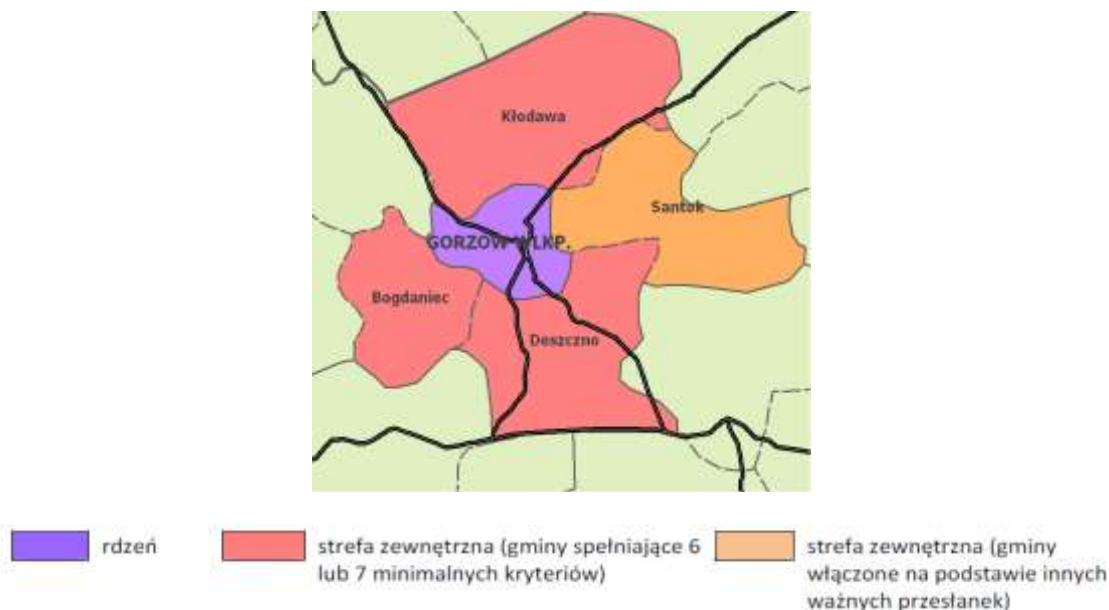 Kłodawa
Santok
GORZÓW WLKP.
Bogdaniec
Deszczno
rdzeń
strefa zewnętrzna (gminy spełniające 6
lub 7 minimalnych kryteriów)
strefa zewnętrzna (gminy
włączone na podstawie innych
ważnych przesłanek)